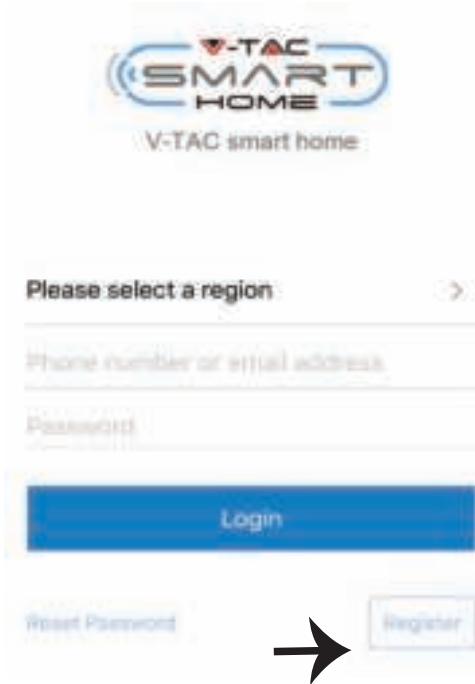 V-TAC
SMART
HOME
V-TAC smart home
Please select a region
Phone number or email address
Password
Login
Reset Password
Register